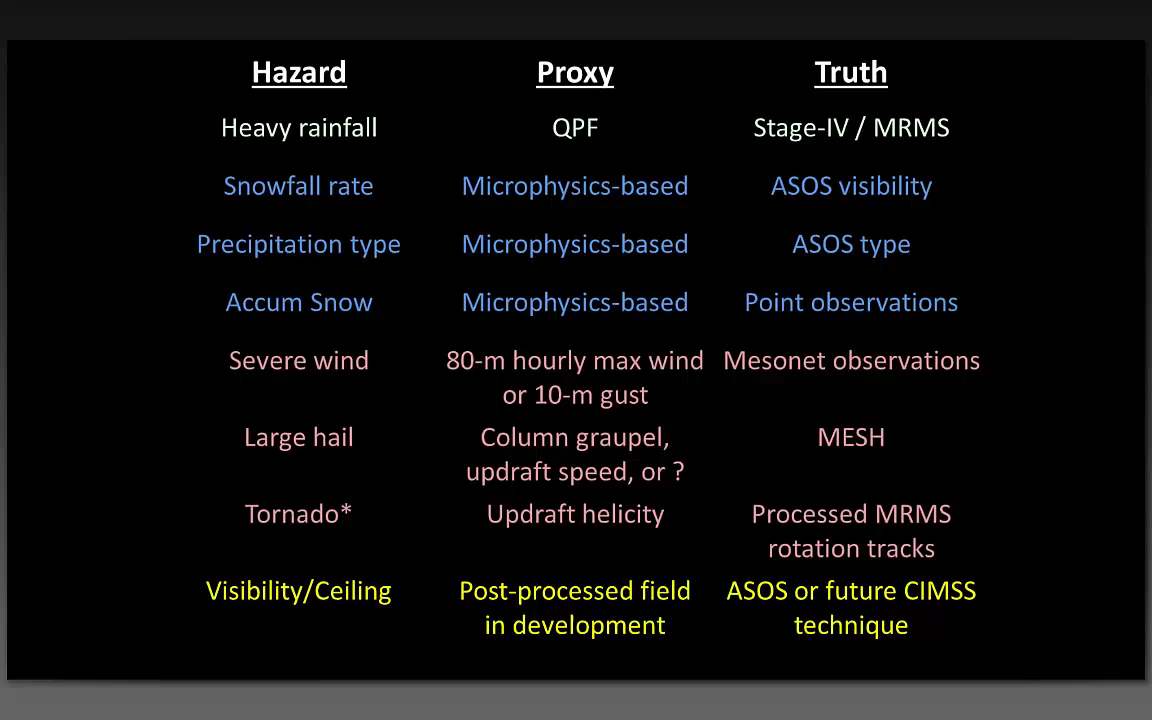 Hazard Proxy Truth
Heavy rainfall QPF Stage-IV / MRMS
Snowfall rate Microphysics-based ASOS visibility
Precipitation type Microphysics-based ASOS type
Accum Snow Microphysics-based Point observations
Severe wind 80-m hourly max wind Mesonet observations
or 10-m gust
Large hail Column graupel, MESH
updraft speed, or ?
Tornado* Updraft helicity Processed MRMS
rotation tracks
Visibility/Ceiling Post-processed field ASOS or future CIMSS
in development technique